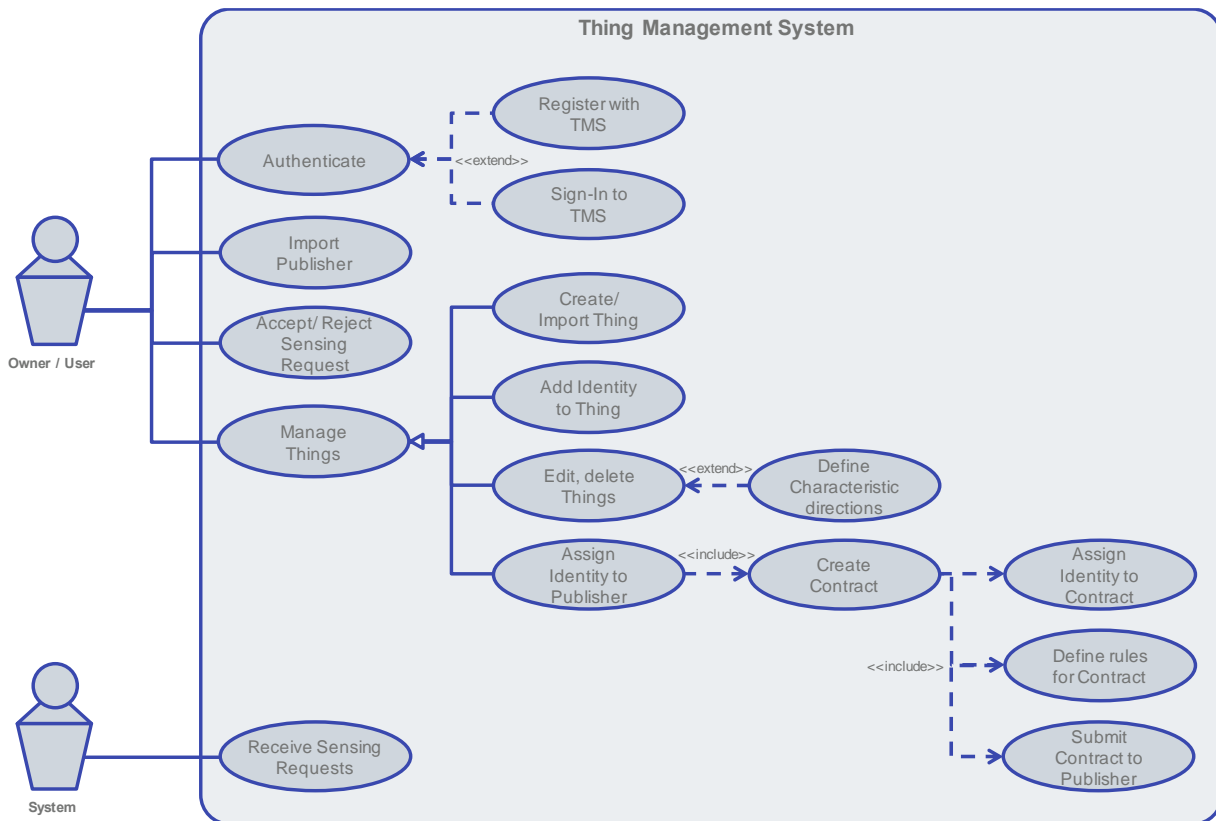 Thing Management System
Register with
TMS
Authenticate
<<extend>>
Sign-In to
TMS
Import
Publisher
Create/
Import Thing
Accept/ Reject
Sensing
Request
Owner / User
Add Identity
to Thing
Manage
Things
Edit, delete
Things
<<extend>>
Define
Characteristic
directions
Assign
Identity to
Publisher
<<include>>
Create
Contract
Assign
Identity to
Contract
<<include>>
Define rules
for Contract
Submit
Contract to
Publisher
Receive Sensing
Requests
System